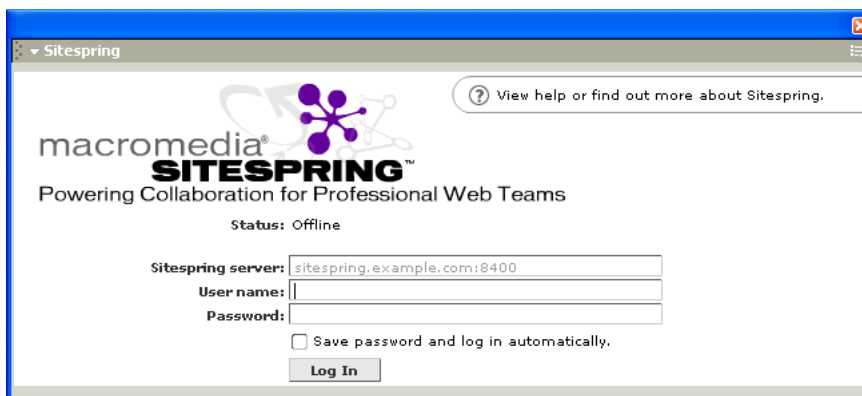 Sitespring
View help or find out more about Sitespring.
macromedia®
SITESPRING™
Powering Collaboration for Professional Web Teams
Status: Offline
Sitespring server: sitespring.example.com:8400
User name:
Password:
Save password and log in automatically.
Log In